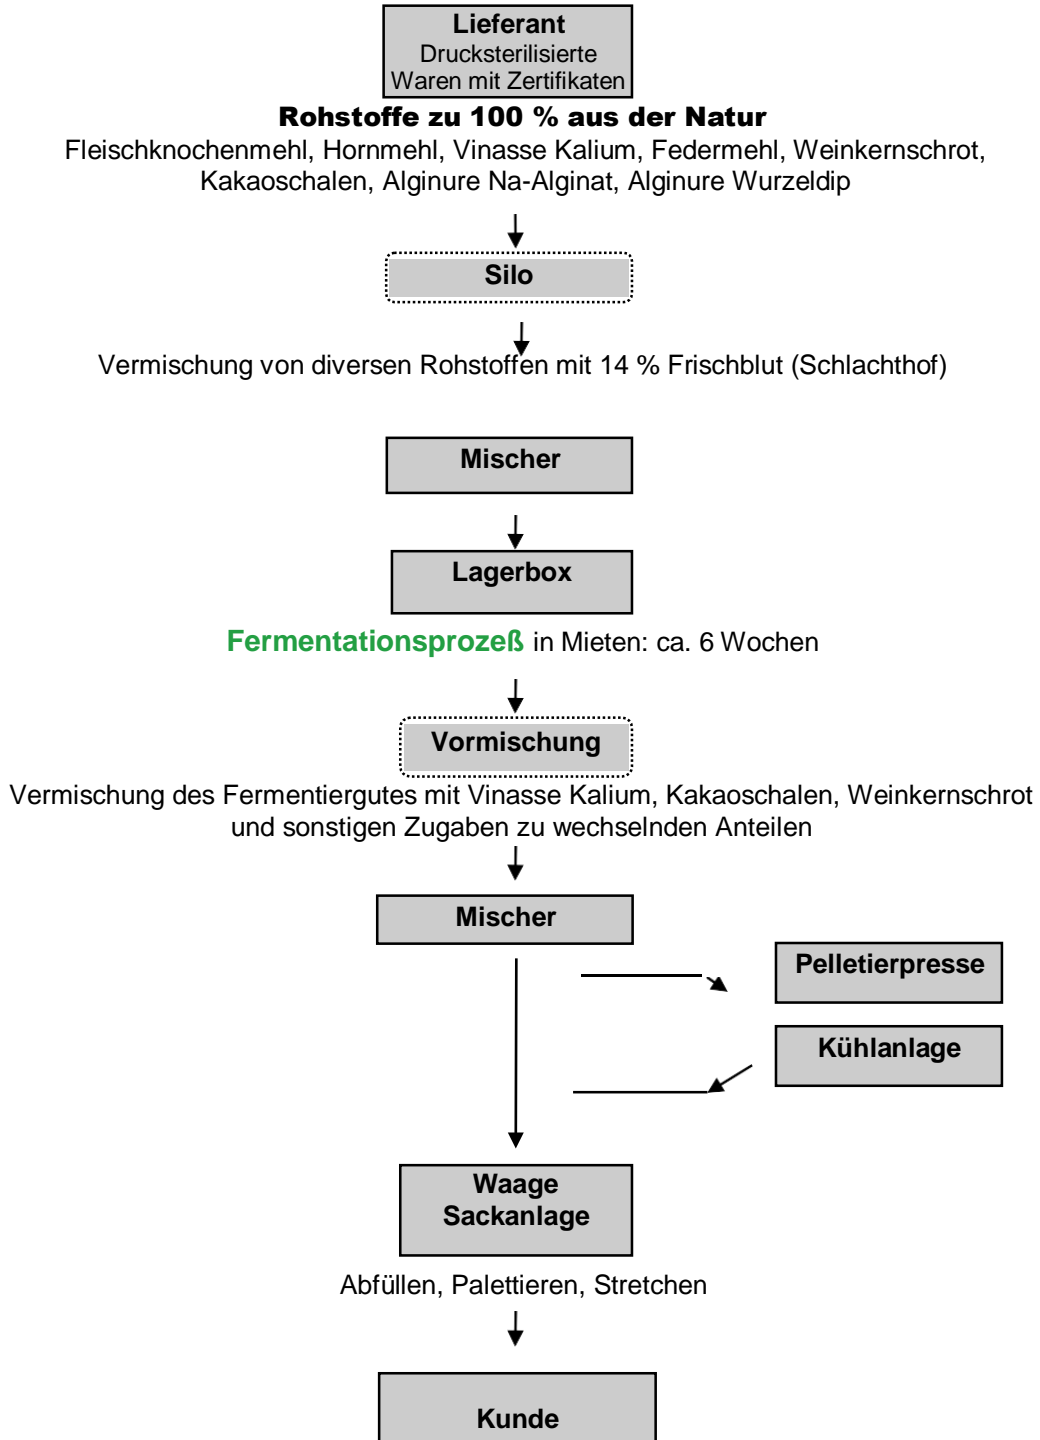 Lieferant
Drucksterilisierte
Waren mit Zertifikaten
Rohstoffe zu 100 % aus der Natur
Fleischknochenmehl, Hornmehl, Vinasse Kalium, Federmehl, Weinkernschrot,
Kakaoschalen, Alginure Na-Alginat, Alginure Wurzeldip
Silo
Vermischung von diversen Rohstoffen mit 14 % Frischblut (Schlachthof)
Mischer
Lagerbox
Fermentationsprozeß in Mieten: ca. 6 Wochen
Vormischung
Vermischung des Fermentiergutes mit Vinasse Kalium, Kakaoschalen, Weinkernschrot
und sonstigen Zugaben zu wechselnden Anteilen
Mischer
Pelletierpresse
Kühlanlage
Waage
Sackanlage
Abfüllen, Palettieren, Stretchen
Kunde